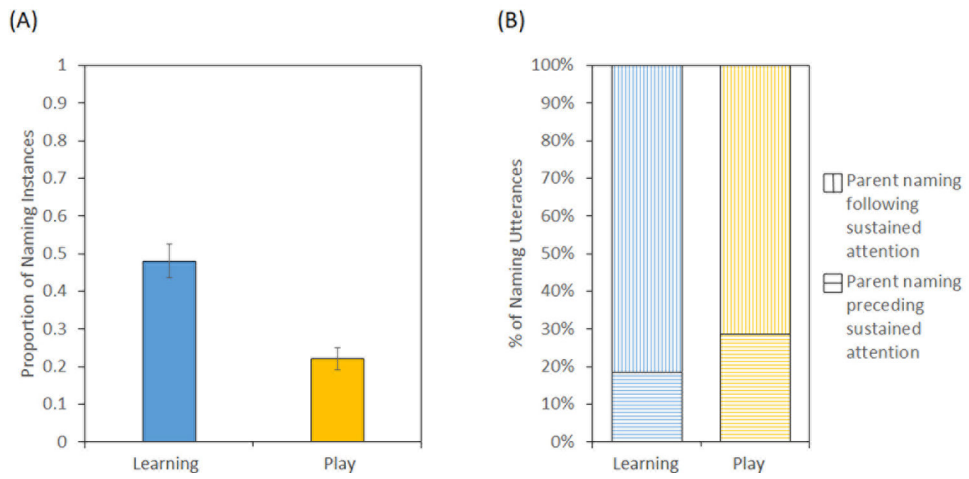 (A)
(B)
Proportion of Naming Instances
1
0.9
0.8
0.7
0.6
0.5
0.4
0.3
0.2
0.1
0
Learning
Play
% of Naming Utterances
100%
90%
80%
70%
60%
50%
40%
30%
20%
10%
0%
Learning
Play
Parent naming
following
sustained
attention
Parent naming
preceding
sustained
attention